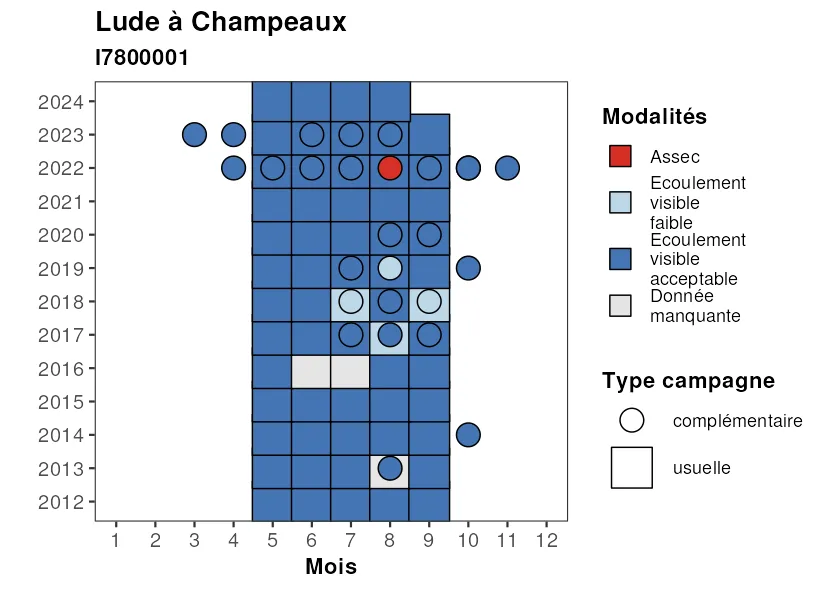 Lude à Champeaux
I7800001
2024
2023
2022
2021
2020
2019
2018
2017
2016
2015
2014
2013
2012
1 2 3 4 5 6 7 8 9 10 11 12
Mois
Modalités
Assec
Ecoulement
visible
faible
Ecoulement
visible
acceptable
Donnée
manquante
Type campagne
complémentaire
usuelle